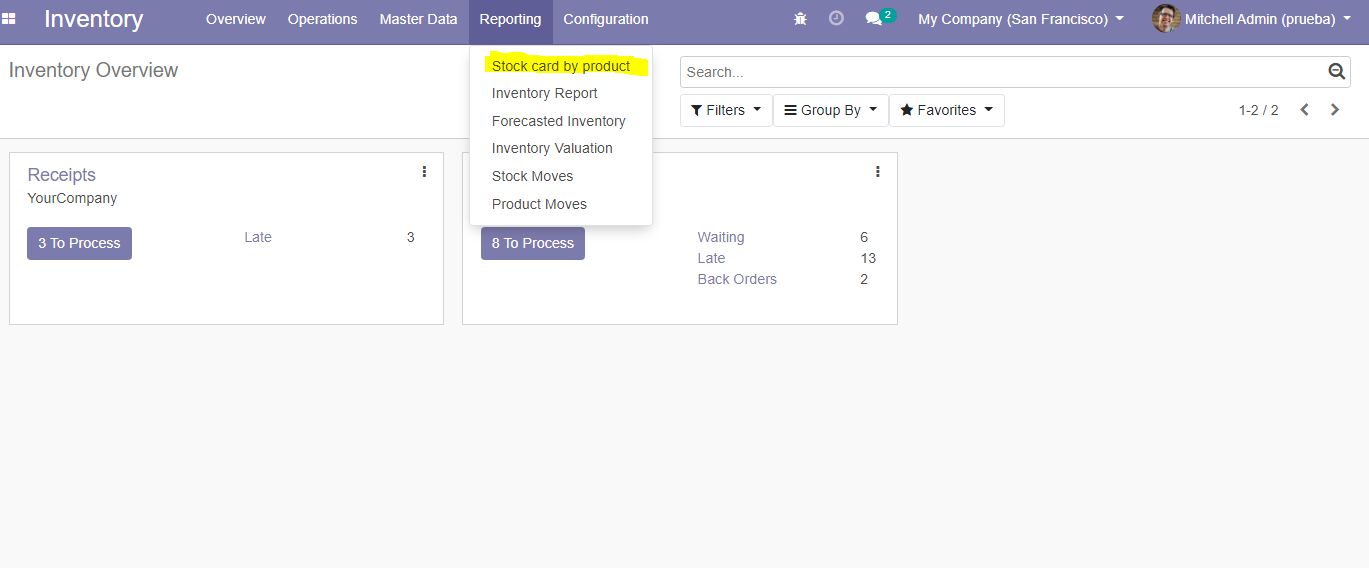 Inventory Overview Operations Master Data Reporting Configuration 2 My Company (San Francisco) Mitchell Admin (prueba)
Inventory Overview
Stock card by product
Inventory Report
Forecasted Inventory
Inventory Valuation
Stock Moves
Product Moves
Search...
Filters Group By Favorites 1-2 / 2
Receipts
YourCompany
3 To Process Late 3
8 To Process Waiting 6
Late 13
Back Orders 2